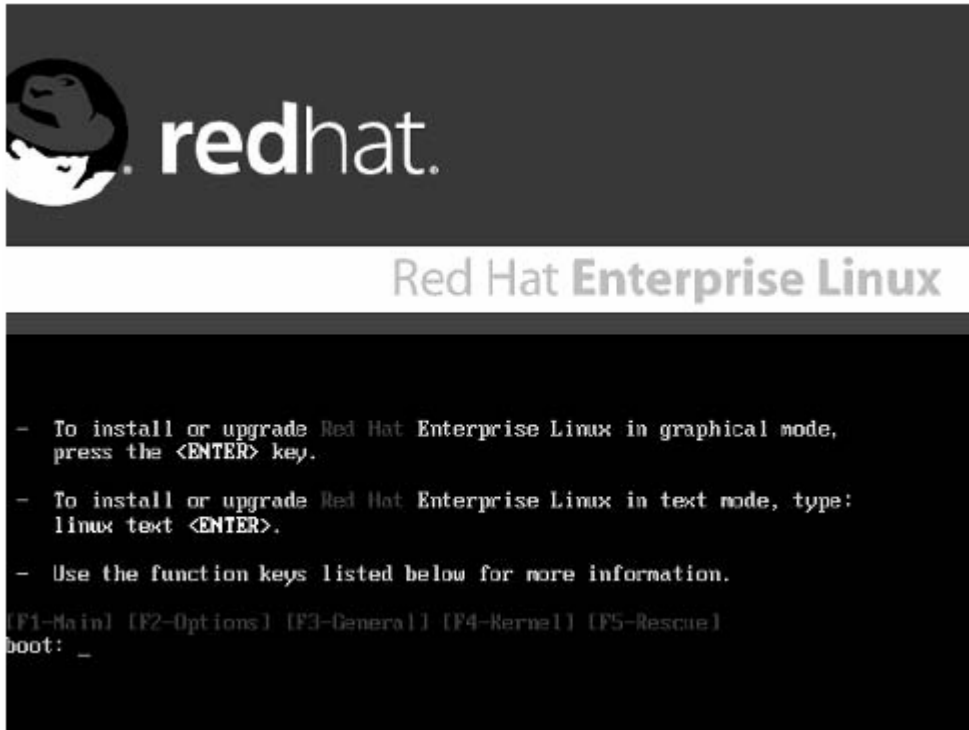 redhat.
Red Hat Enterprise Linux
- To install or upgrade Red Hat Enterprise Linux in graphical mode,
press the <ENTER> key.
- To install or upgrade Red Hat Enterprise Linux in text mode, type:
linux text <ENTER>.
- Use the function keys listed below for more information.
[F1-Main] [F2-Options] [F3-General] [F4-Kernel] [F5-Rescue]
boot: _